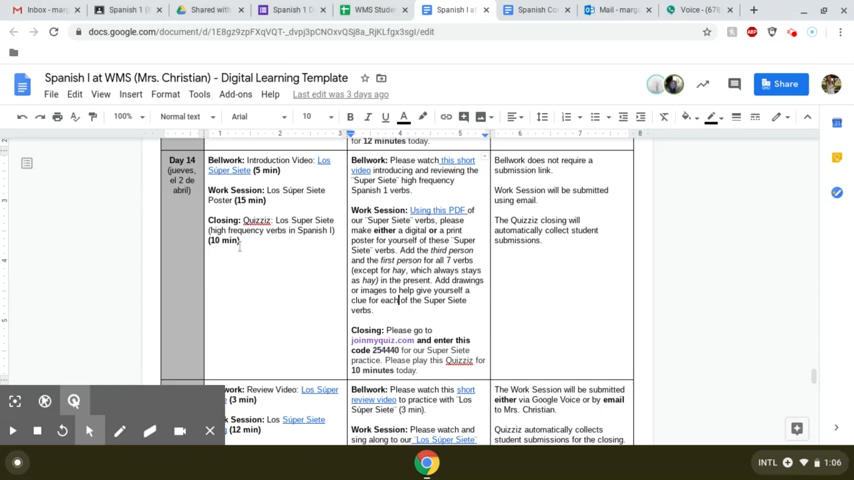 Inbox - mar
Spanish 1 (
Shared with
Spanish 1 D
WMS Stude
Spanish I at
Spanish Co
Mail - marg
Voice - (678
docs.google.com/document/d/1E8gz9zpFXqVQT-_dvpj3pCNOxvQSj8a_RjKLfgx3sgI/edit
Spanish I at WMS (Mrs. Christian) - Digital Learning Template
File Edit View Insert Format Tools Add-ons Help Last edit was 3 days ago
Share
100% Normal text Arial 10 B I U A
1 2 3 4 5 6 7 8
for 12 minutes today.
Day 14
(jueves,
el 2 de
abril)
Bellwork: Introduction Video: Los
Súper Siete (5 min)
Work Session: Los Súper Siete
Poster (15 min)
Closing: Quizziz: Los Super Siete
(high frequency verbs in Spanish I)
(10 min)
Bellwork: Please watch this short
video introducing and reviewing the
¨Super Siete¨ high frequency
Spanish 1 verbs.
Work Session: Using this PDF of
our ¨Super Siete¨ verbs, please
make either a digital or a print
poster for yourself of these ¨Super
Siete¨ verbs. Add the third person
and the first person for all 7 verbs
(except for hay, which always stays
as hay) in the present. Add drawings
or images to help give yourself a
clue for each of the Super Siete
verbs.
Closing: Please go to
joinmyquiz.com and enter this
code 254440 for our Super Siete
practice. Please play this Quizziz for
10 minutes today.
Bellwork does not require a
submission link.
Work Session will be submitted
using email.
The Quizziz closing will
automatically collect student
submissions.
work: Review Video: Los Súper
(3 min)
Session: Los Súper Siete
(12 min)
Bellwork: Please watch this short
review video to practice with ¨Los
Súper Siete¨ (3 min).
Work Session: Please watch and
sing along to our ¨Los Súper Siete¨
The Work Session will be submitted
either via Google Voice or by email
to Mrs. Christian.
Quizziz automatically collects
student submissions for the closing.
INTL 1:06